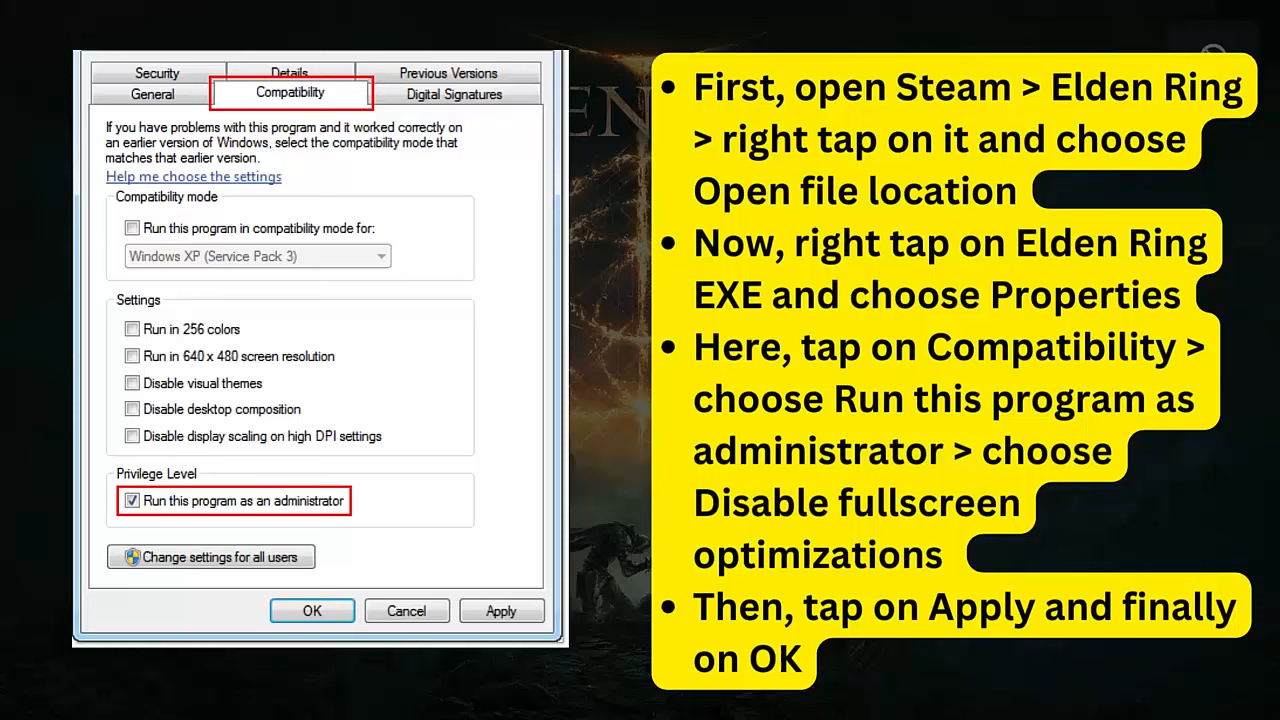 Security
Details
Previous Versions
General
Compatibility
Digital Signatures
If you have problems with this program and it worked correctly on
an earlier version of Windows, select the compatibility mode that
matches that earlier version.
Help me choose the settings
Compatibility mode
Run this program in compatibility mode for:
Windows XP (Service Pack 3)
Settings
Run in 256 colors
Run in 640 x 480 screen resolution
Disable visual themes
Disable desktop composition
Disable display scaling on high DPI settings
Privilege Level
Run this program as an administrator
Change settings for all users
OK
Cancel
Apply
• First, open Steam > Elden Ring
> right tap on it and choose
Open file location
• Now, right tap on Elden Ring
EXE and choose Properties
• Here, tap on Compatibility >
choose Run this program as
administrator > choose
Disable fullscreen
optimizations
• Then, tap on Apply and finally
on OK